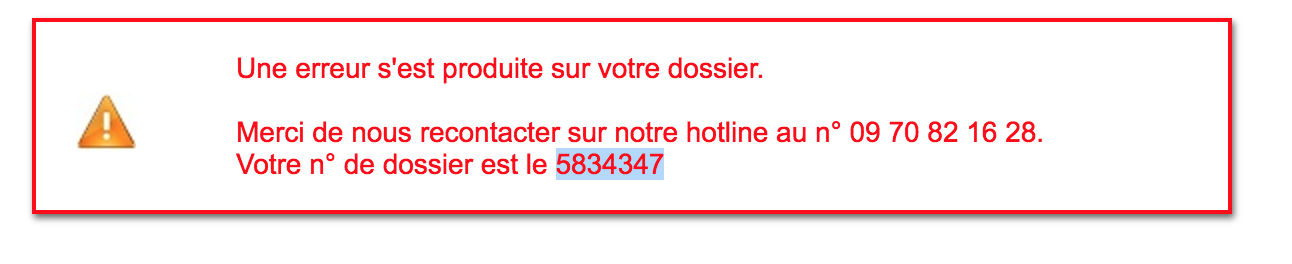 Une erreur s'est produite sur votre dossier.
Merci de nous recontacter sur notre hotline au n° 09 70 82 16 28.
Votre n° de dossier est le 5834347